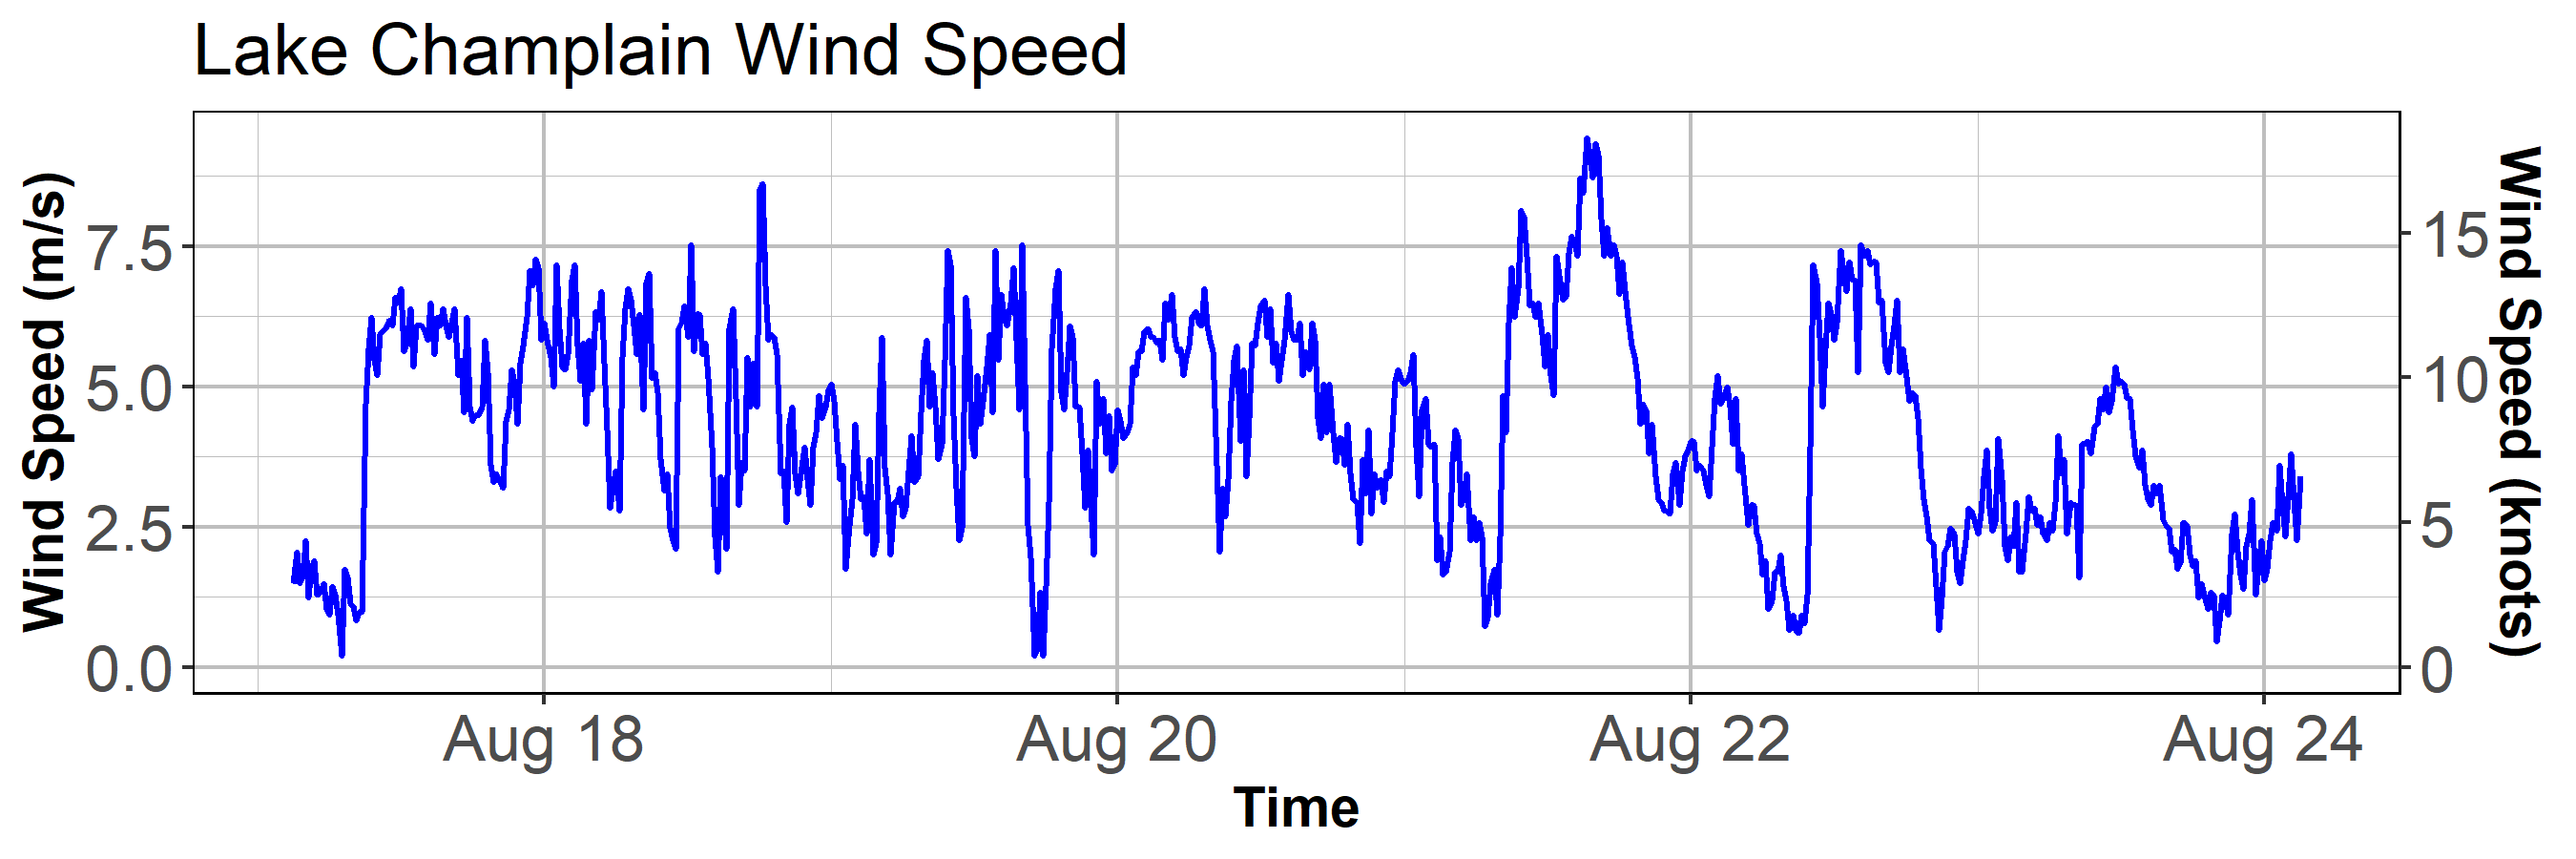 Lake Champlain Wind Speed
Wind Speed (m/s)
7.5
5.0
2.5
0.0
15
10
5
0
Wind Speed (knots)
Aug 18
Aug 20
Aug 22
Aug 24
Time